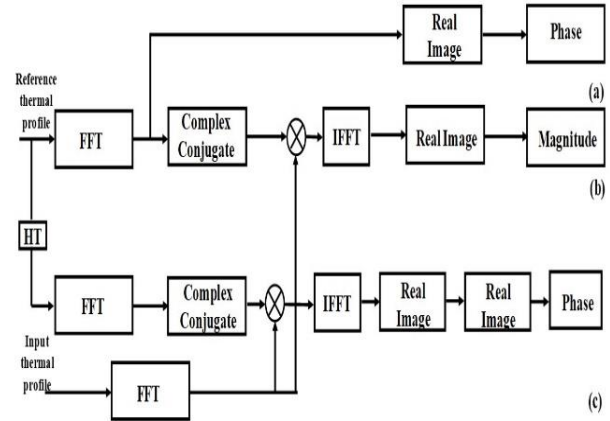 Real
Image
Phase
(a)
Reference
thermal
profile
FFT
Complex
Conjugate
IFFT
Real Image
Magnitude
(b)
HT
FFT
Complex
Conjugate
IFFT
Real
Image
Real
Image
Phase
Input
thermal
profile
FFT
(c)